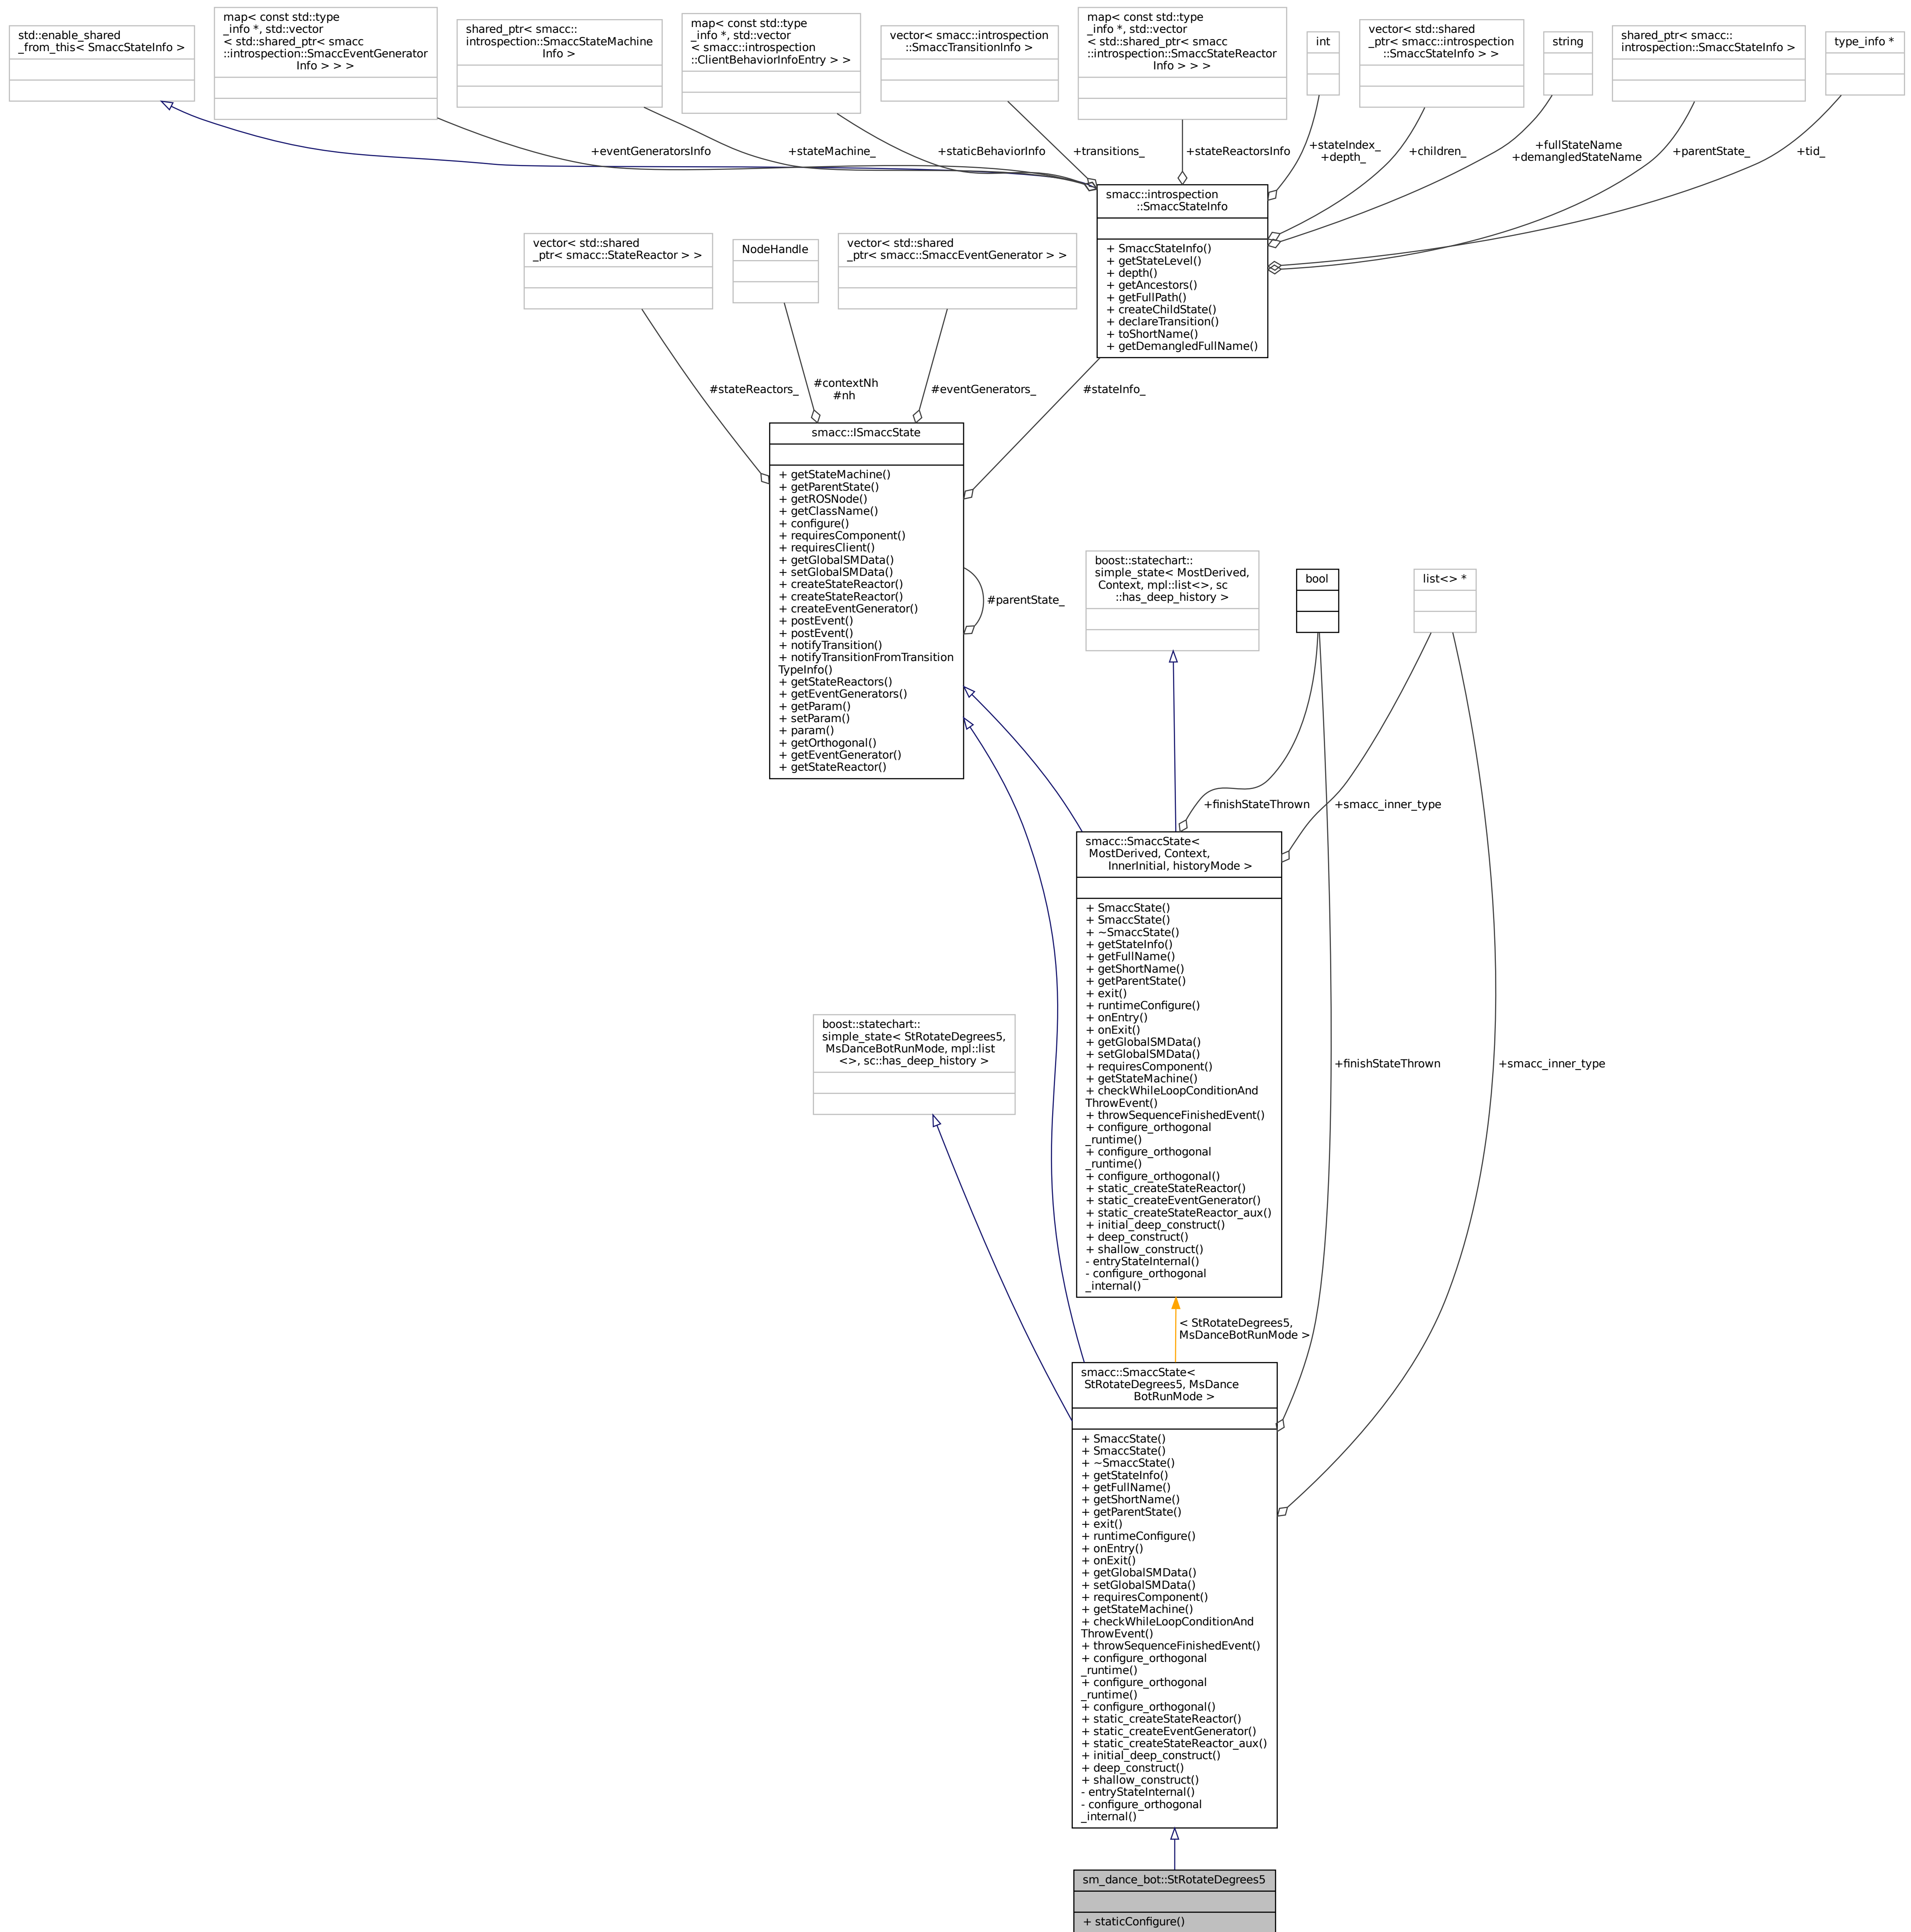 std::enable_shared
_from_this< SmaccStateInfo >
map< const std::type
_info *, std::vector
< std::shared_ptr< smacc
::introspection::SmaccEventGenerator
Info > > >
shared_ptr< smacc::
introspection::SmaccStateMachine
Info >
map< const std::type
_info *, std::vector
< smacc::introspection
::ClientBehaviorInfoEntry > >
vector< smacc::introspection
::SmaccTransitionInfo >
map< const std::type
_info *, std::vector
< std::shared_ptr< smacc
::introspection::SmaccStateReactor
Info > > >
int
vector< std::shared
_ptr< smacc::introspection
::SmaccStateInfo > >
string
shared_ptr< smacc::
introspection::SmaccStateInfo >
type_info *
+eventGeneratorsInfo
+stateMachine_
+staticBehaviorInfo
+transitions_
+stateReactorsInfo
+stateIndex_
+depth_
+children_
+fullStateName
+demangledStateName
+parentState_
+tid_
smacc::introspection
::SmaccStateInfo
+ SmaccStateInfo()
+ getStateLevel()
+ depth()
+ getAncestors()
+ getFullPath()
+ createChildState()
+ declareTransition()
+ toShortName()
+ getDemangledFullName()
vector< std::shared
_ptr< smacc::StateReactor > >
NodeHandle
vector< std::shared
_ptr< smacc::SmaccEventGenerator > >
#stateReactors_
#contextNh
#nh
#eventGenerators_
#stateInfo_
smacc::ISmaccState
+ getStateMachine()
+ getParentState()
+ getROSNode()
+ getClassName()
+ configure()
+ requiresComponent()
+ requiresClient()
+ getGlobalSMData()
+ setGlobalSMData()
+ createStateReactor()
+ createStateReactor()
+ createEventGenerator()
+ postEvent()
+ postEvent()
+ notifyTransition()
+ notifyTransitionFromTransition
TypeInfo()
+ getStateReactors()
+ getEventGenerators()
+ getParam()
+ setParam()
+ param()
+ getOrthogonal()
+ getEventGenerator()
+ getStateReactor()
#parentState_
boost::statechart::
simple_state< MostDerived,
Context, mpl::list<>, sc
::has_deep_history >
bool
list<> *
+finishStateThrown
+smacc_inner_type
smacc::SmaccState<
MostDerived, Context,
InnerInitial, historyMode >
+ SmaccState()
+ SmaccState()
+ ~SmaccState()
+ getStateInfo()
+ getFullName()
+ getShortName()
+ getParentState()
+ exit()
+ runtimeConfigure()
+ onEntry()
+ onExit()
+ getGlobalSMData()
+ setGlobalSMData()
+ requiresComponent()
+ getStateMachine()
+ checkWhileLoopConditionAnd
ThrowEvent()
+ throwSequenceFinishedEvent()
+ configure_orthogonal
_runtime()
+ configure_orthogonal
_runtime()
+ configure_orthogonal()
+ static_createStateReactor()
+ static_createEventGenerator()
+ static_createStateReactor_aux()
+ initial_deep_construct()
+ deep_construct()
+ shallow_construct()
- entryStateInternal()
- configure_orthogonal
_internal()
boost::statechart::
simple_state< StRotateDegrees5,
MsDanceBotRunMode, mpl::list
<>, sc::has_deep_history >
+finishStateThrown
+smacc_inner_type
< StRotateDegrees5,
MsDanceBotRunMode >
smacc::SmaccState<
StRotateDegrees5, MsDance
BotRunMode >
+ SmaccState()
+ SmaccState()
+ ~SmaccState()
+ getStateInfo()
+ getFullName()
+ getShortName()
+ getParentState()
+ exit()
+ runtimeConfigure()
+ onEntry()
+ onExit()
+ getGlobalSMData()
+ setGlobalSMData()
+ requiresComponent()
+ getStateMachine()
+ checkWhileLoopConditionAnd
ThrowEvent()
+ throwSequenceFinishedEvent()
+ configure_orthogonal
_runtime()
+ configure_orthogonal
_runtime()
+ configure_orthogonal()
+ static_createStateReactor()
+ static_createEventGenerator()
+ static_createStateReactor_aux()
+ initial_deep_construct()
+ deep_construct()
+ shallow_construct()
- entryStateInternal()
- configure_orthogonal
_internal()
sm_dance_bot::StRotateDegrees5
+ staticConfigure()